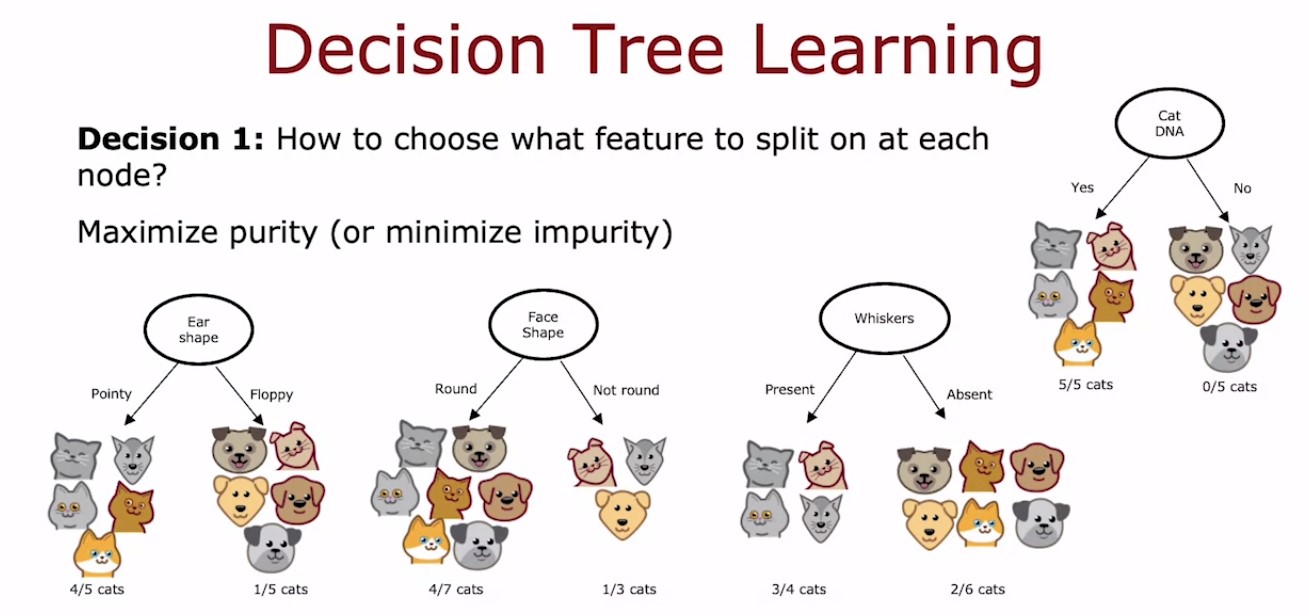 Decision Tree Learning
Decision 1: How to choose what feature to split on at each
node?
Maximize purity (or minimize impurity)
Cat
DNA
Yes
No
5/5 cats
0/5 cats
Ear
shape
Pointy
Floppy
4/5 cats
1/5 cats
Face
Shape
Round
Not round
4/7 cats
1/3 cats
Whiskers
Present
Absent
3/4 cats
2/6 cats